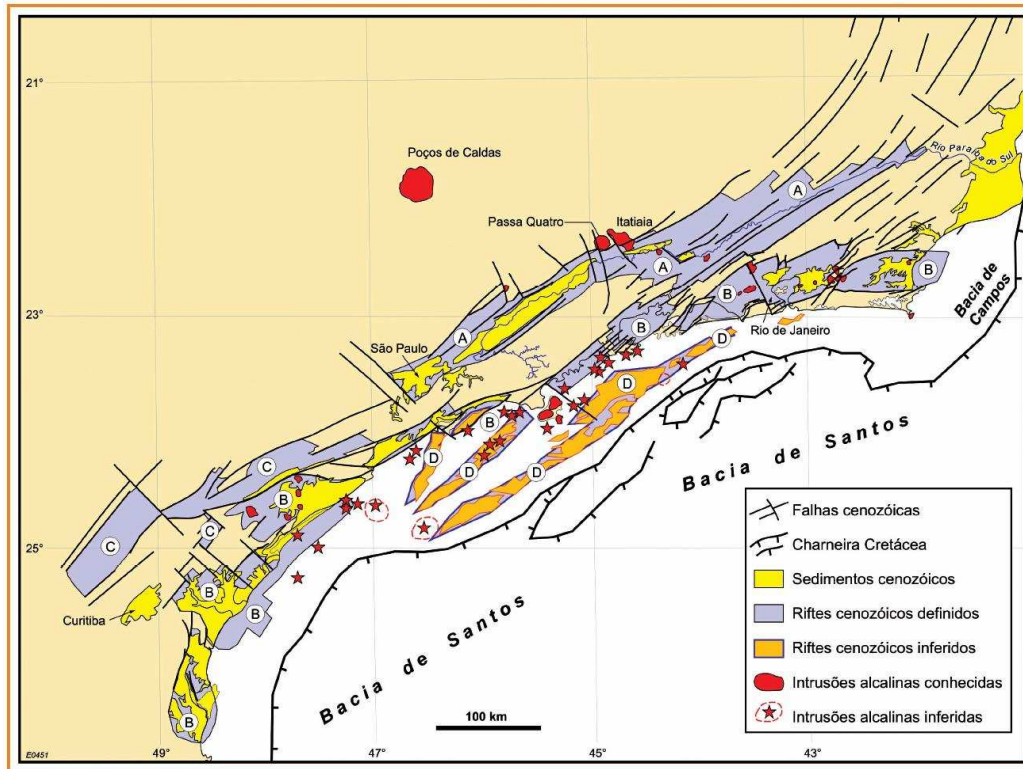 21°
Poços de Caldas
Rio Paraíba do Sul
A
Passa Quatro
Itatiaia
A
B
B
Bacia de
Campos
23°
A
São Paulo
B
Rio de Janeiro
D
D
B
D
D
D
C
B
Bacia de Santos
C
C
25°
B
Curitiba
B
Bacia de Santos
B
100 km
E0451
49°
47°
45°
43°
Falhas cenozóicas
Charneira Cretácea
Sedimentos cenozóicos
Riftes cenozóicos definidos
Riftes cenozóicos inferidos
Intrusões alcalinas conhecidas
Intrusões alcalinas inferidas